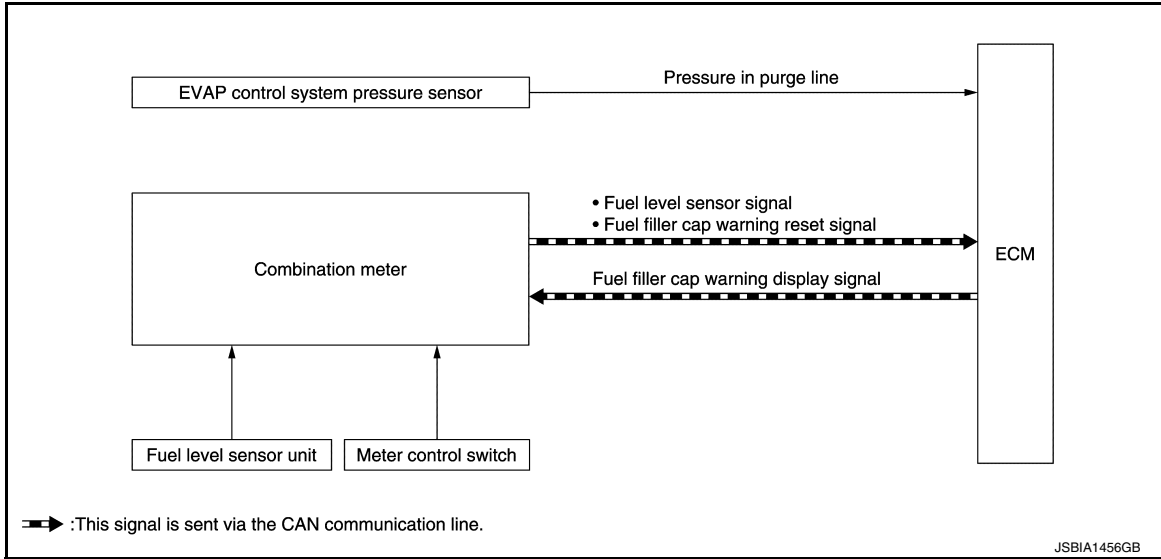 EVAP control system pressure sensor
Pressure in purge line
Combination meter
• Fuel level sensor signal
• Fuel filler cap warning reset signal
Fuel filler cap warning display signal
ECM
Fuel level sensor unit
Meter control switch
:This signal is sent via the CAN communication line.
JSBIA1456GB